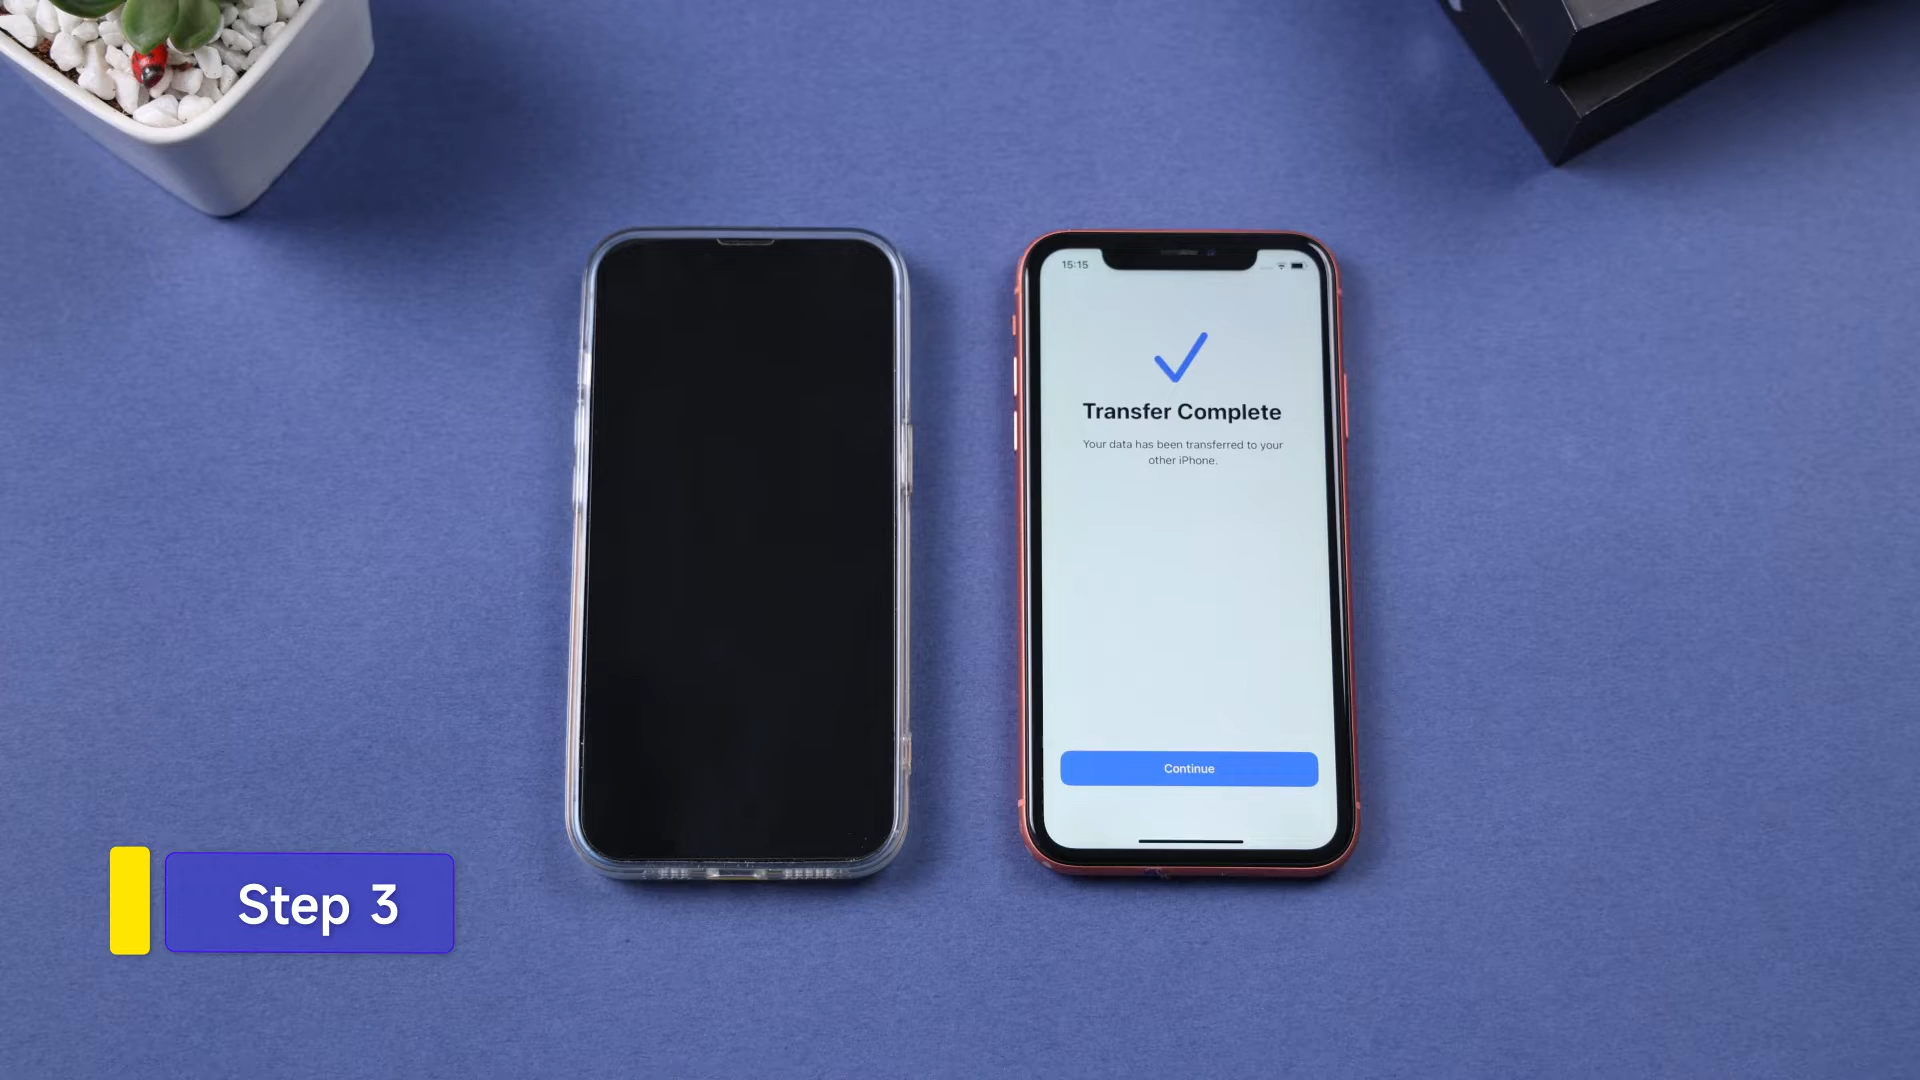 15:15
Transfer Complete
Your data has been transferred to your
other iPhone.
Continue
Step 3